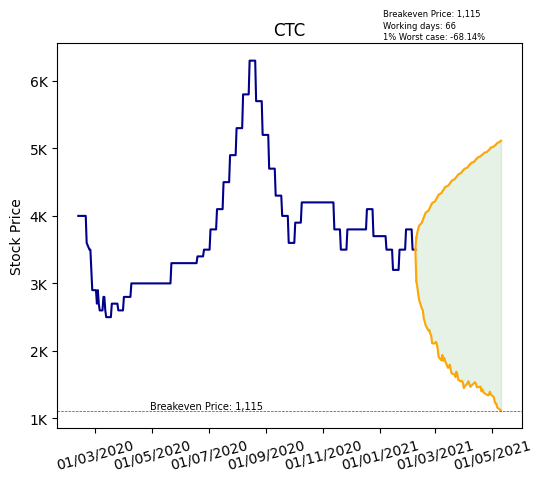 Breakeven Price: 1,115
Working days: 66
1% Worst case: -68.14%
CTC
Stock Price
6K
5K
4K
3K
2K
1K
Breakeven Price: 1,115
01/03/2020
01/05/2020
01/07/2020
01/09/2020
01/11/2020
01/01/2021
01/03/2021
01/05/2021